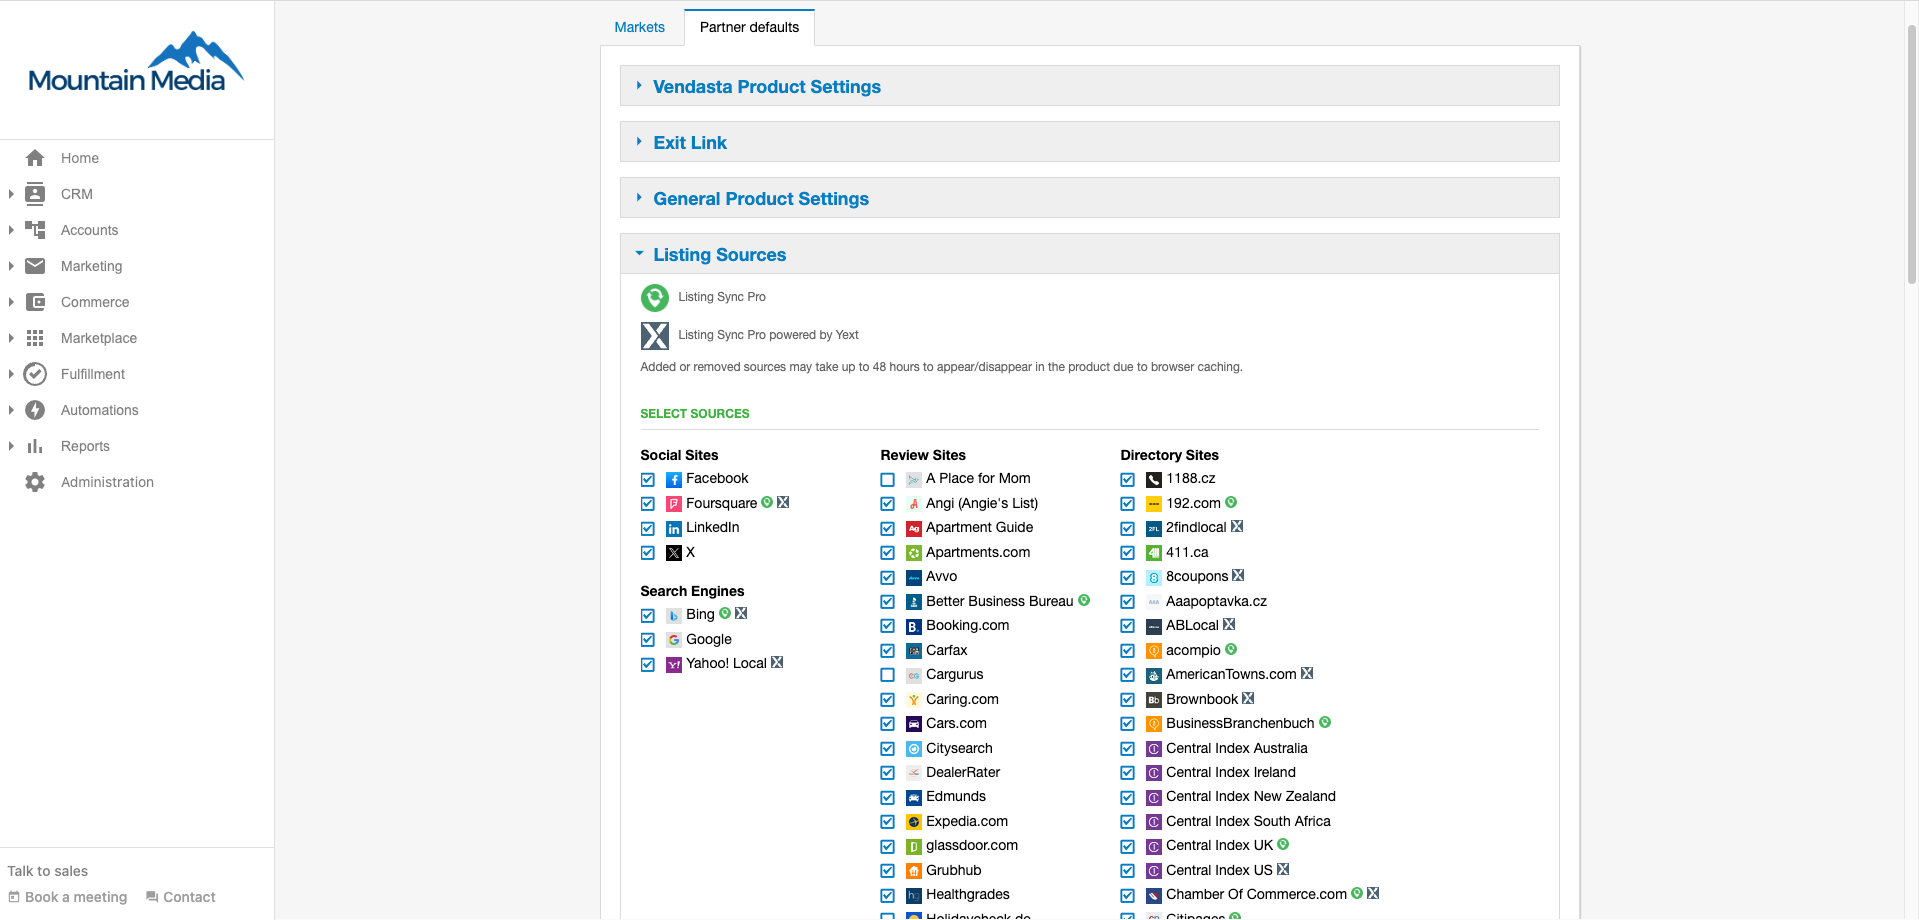 Mountain Media
Home
CRM
Accounts
Marketing
Commerce
Marketplace
Fulfillment
Automations
Reports
Administration
Talk to sales
Book a meeting
Contact
Markets
Partner defaults
Vendasta Product Settings
Exit Link
General Product Settings
Listing Sources
Listing Sync Pro
Listing Sync Pro powered by Yext
Added or removed sources may take up to 48 hours to appear/disappear in the product due to browser caching.
SELECT SOURCES
Social Sites
Facebook
Foursquare
LinkedIn
X
Search Engines
Bing
Google
Yahoo! Local
Review Sites
A Place for Mom
Angi (Angie's List)
Apartment Guide
Apartments.com
Avvo
Better Business Bureau
Booking.com
Carfax
Cargurus
Caring.com
Cars.com
Citysearch
DealerRater
Edmunds
Expedia.com
glassdoor.com
Grubhub
Healthgrades
Holidaycheck.de
Directory Sites
1188.cz
192.com
2findlocal
411.ca
8coupons
Aaapoptavka.cz
ABLocal
acompio
AmericanTowns.com
Brownbook
BusinessBranchenbuch
Central Index Australia
Central Index Ireland
Central Index New Zealand
Central Index South Africa
Central Index UK
Central Index US
Chamber Of Commerce.com
Citipages